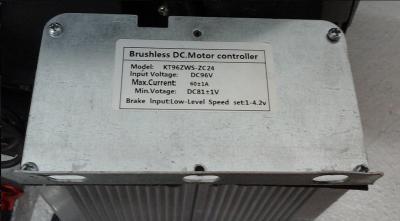 Brushless DC.Motor controller
Model: KT96ZWS-ZC24
Input Voltage: DC96V
Max.Current: 60±1A
Min.Votage: DC81±1V
Brake Input:Low-Level Speed set:1-4.2v